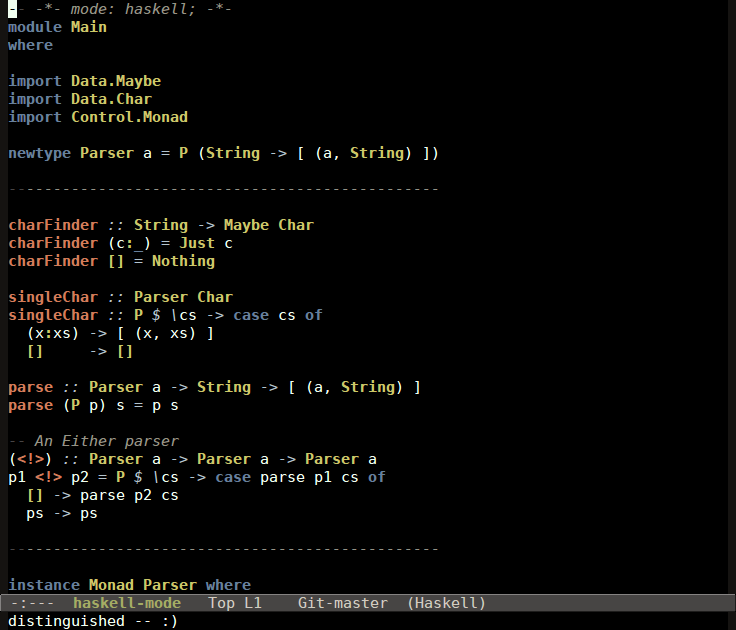 -- -*- mode: haskell; -*-
module Main
where

import Data.Maybe
import Data.Char
import Control.Monad

newtype Parser a = P (String -> [ (a, String) ])

------------------------------------------------

charFinder :: String -> Maybe Char
charFinder (c:_) = Just c
charFinder [] = Nothing

singleChar :: Parser Char
singleChar :: P $ \cs -> case cs of
  (x:xs) -> [ (x, xs) ]
  []     -> []

parse :: Parser a -> String -> [ (a, String) ]
parse (P p) s = p s

-- An Either parser
(<!>) :: Parser a -> Parser a -> Parser a
p1 <!> p2 = P $ \cs -> case parse p1 cs of
  [] -> parse p2 cs
  ps -> ps

------------------------------------------------

instance Monad Parser where
-:---  haskell-mode   Top L1    Git-master  (Haskell)
distinguished -- :)